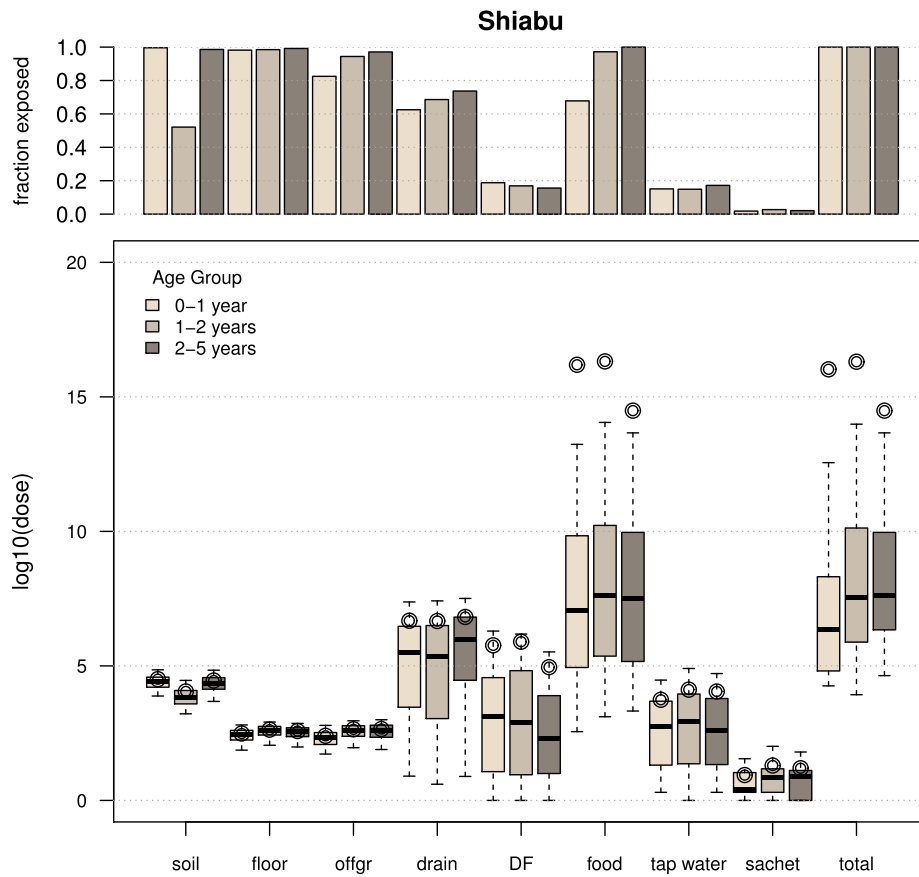 Shiabu
fraction exposed
1.0
0.8
0.6
0.4
0.2
0.0
log10(dose)
20
15
10
5
0
Age Group
0−1 year
1−2 years
2−5 years
soil floor offgr drain DF food tap water sachet total